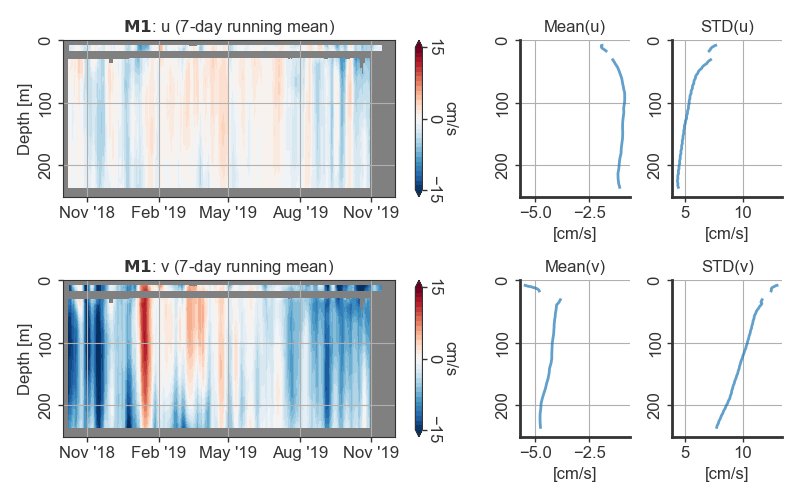 M1: u (7-day running mean)
Mean(u)
STD(u)
0
100
200
Depth [m]
Nov '18
Feb '19
May '19
Aug '19
Nov '19
15
0
−15
cm/s
0
100
200
−5.0
−2.5
[cm/s]
0
100
200
5
10
[cm/s]
M1: v (7-day running mean)
Mean(v)
STD(v)
0
100
200
Depth [m]
Nov '18
Feb '19
May '19
Aug '19
Nov '19
15
0
−15
cm/s
0
100
200
−5.0
−2.5
[cm/s]
0
100
200
5
10
[cm/s]